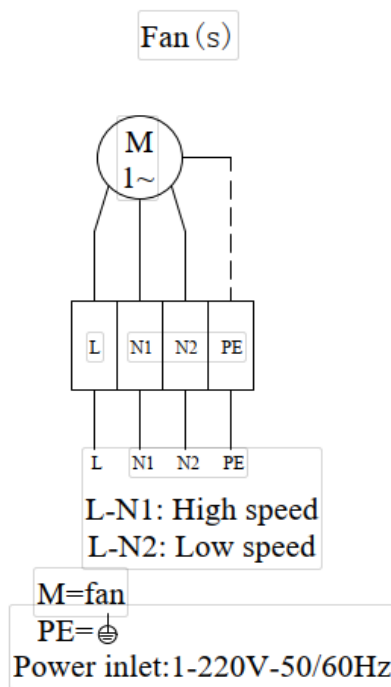 Fan(s)
M
1~
L N1 N2 PE
L N1 N2 PE
L-N1: High speed
L-N2: Low speed
M=fan
PE=⏚
Power inlet:1-220V-50/60Hz